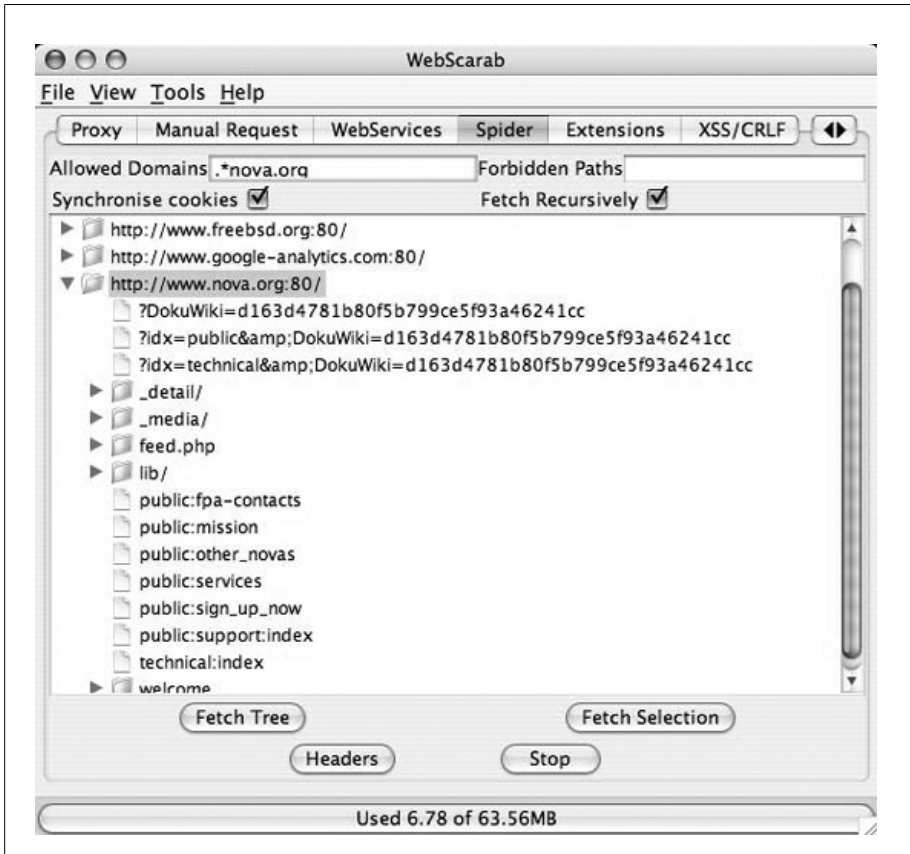 WebScarab
File View Tools Help
Proxy Manual Request WebServices Spider Extensions XSS/CRLF
Allowed Domains .*nova.org Forbidden Paths
Synchronise cookies Fetch Recursively
http://www.freebsd.org:80/
http://www.google-analytics.com:80/
http://www.nova.org:80/
?DokuWiki=d163d4781b80f5b799ce5f93a46241cc
?idx=public&amp;DokuWiki=d163d4781b80f5b799ce5f93a46241cc
?idx=technical&amp;DokuWiki=d163d4781b80f5b799ce5f93a46241cc
_detail/
_media/
feed.php
lib/
public:fpa-contacts
public:mission
public:other_novas
public:services
public:sign_up_now
public:support:index
technical:index
welcome
Fetch Tree Fetch Selection
Headers Stop
Used 6.78 of 63.56MB